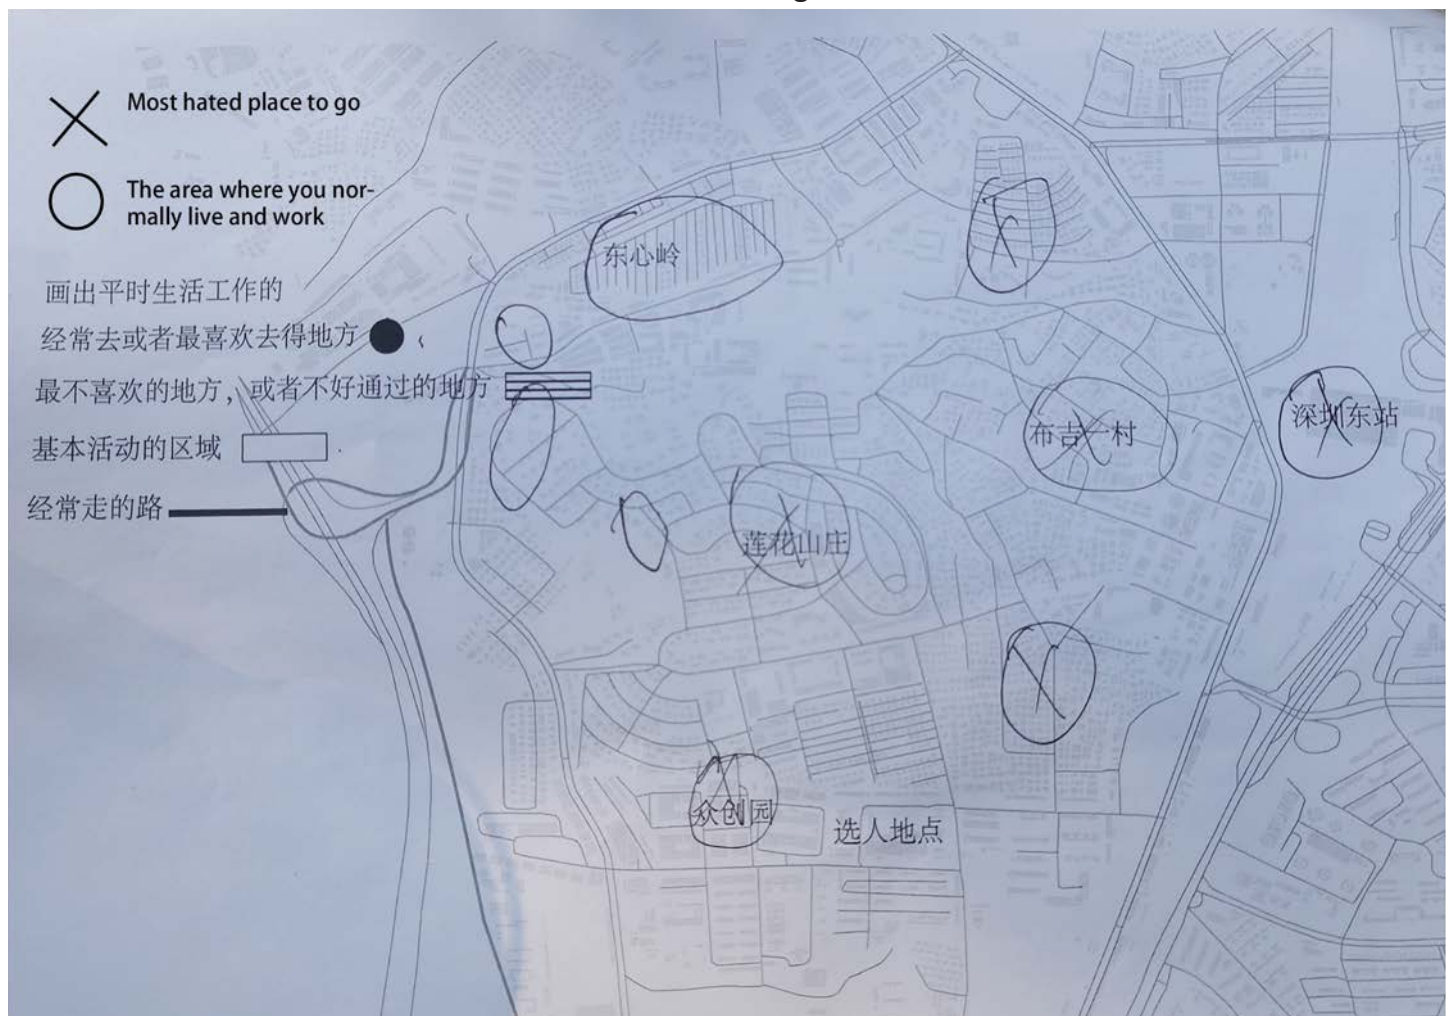 Most hated place to go
The area where you nor-
mally live and work
画出平时生活工作的
经常去或者最喜欢去得地方
最不喜欢的地方，或者不好通过的地方
基本活动的区域
经常走的路
东心岭
布吉一村
深圳东站
莲花山庄
众创园
选人地点